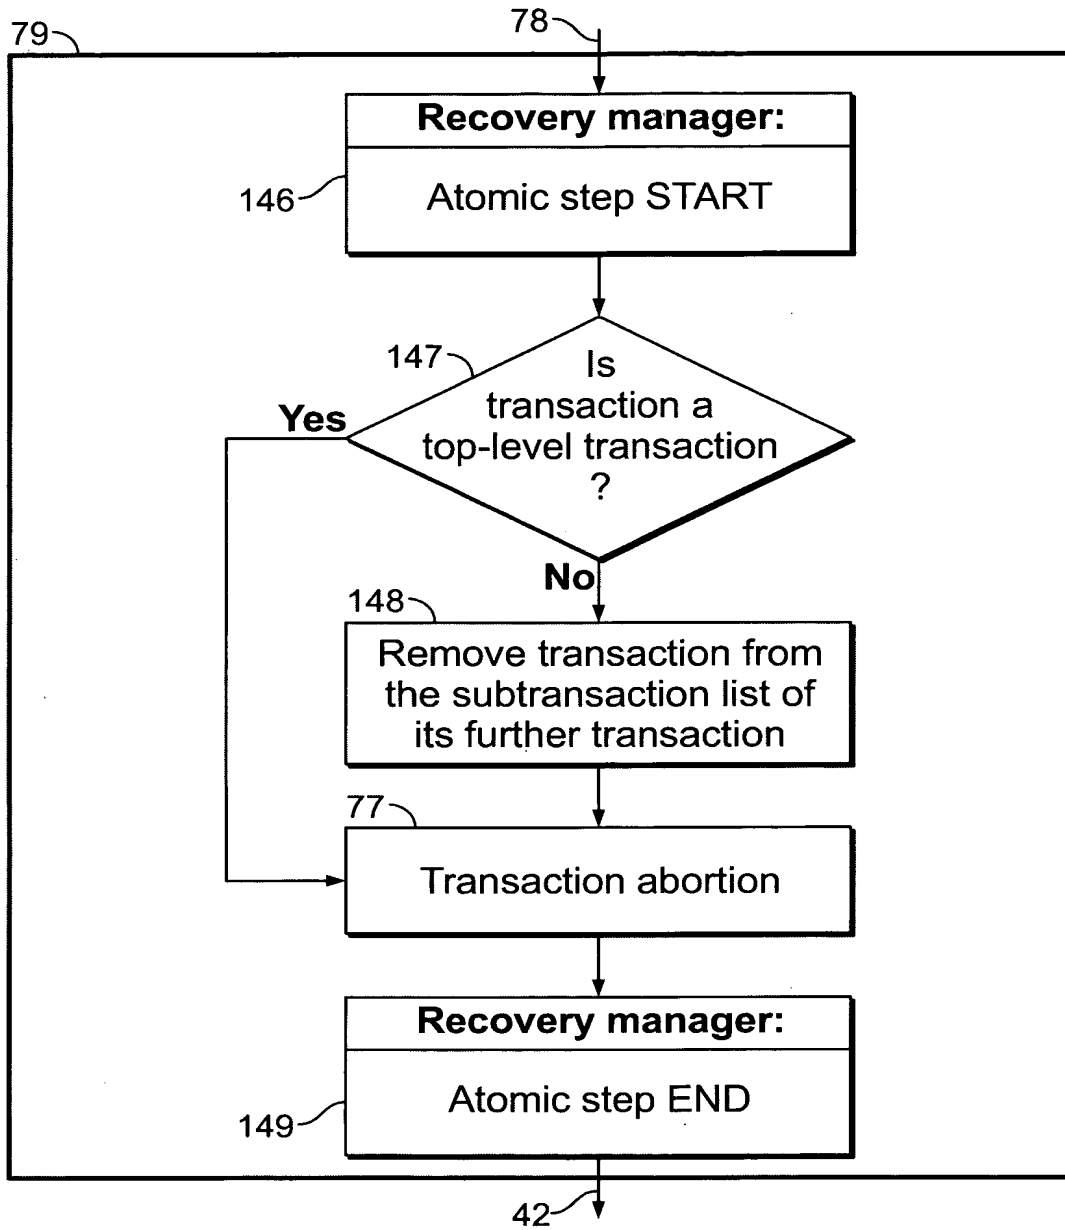 79
78
Recovery manager:
146
Atomic step START
147
Is
transaction a
top-level transaction
?
Yes
No
148
Remove transaction from
the subtransaction list of
its further transaction
77
Transaction abortion
Recovery manager:
Atomic step END
149
42